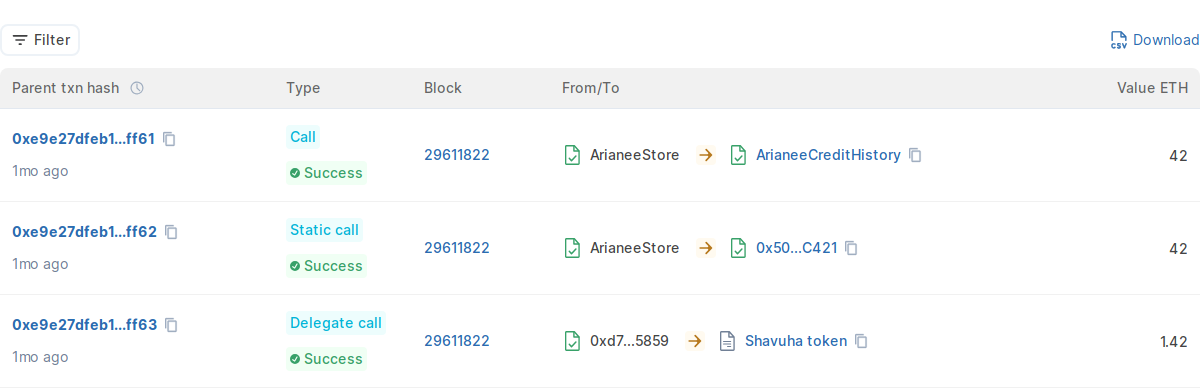 Filter
CSV Download
Parent txn hash Type Block From/To Value ETH
0xe9e27dfeb1...ff61 Call 29611822 ArianeeStore ArianeeCreditHistory 42
1mo ago Success
0xe9e27dfeb1...ff62 Static call 29611822 ArianeeStore 0x50...C421 42
1mo ago Success
0xe9e27dfeb1...ff63 Delegate call 29611822 0xd7...5859 Shavuha token 1.42
1mo ago Success